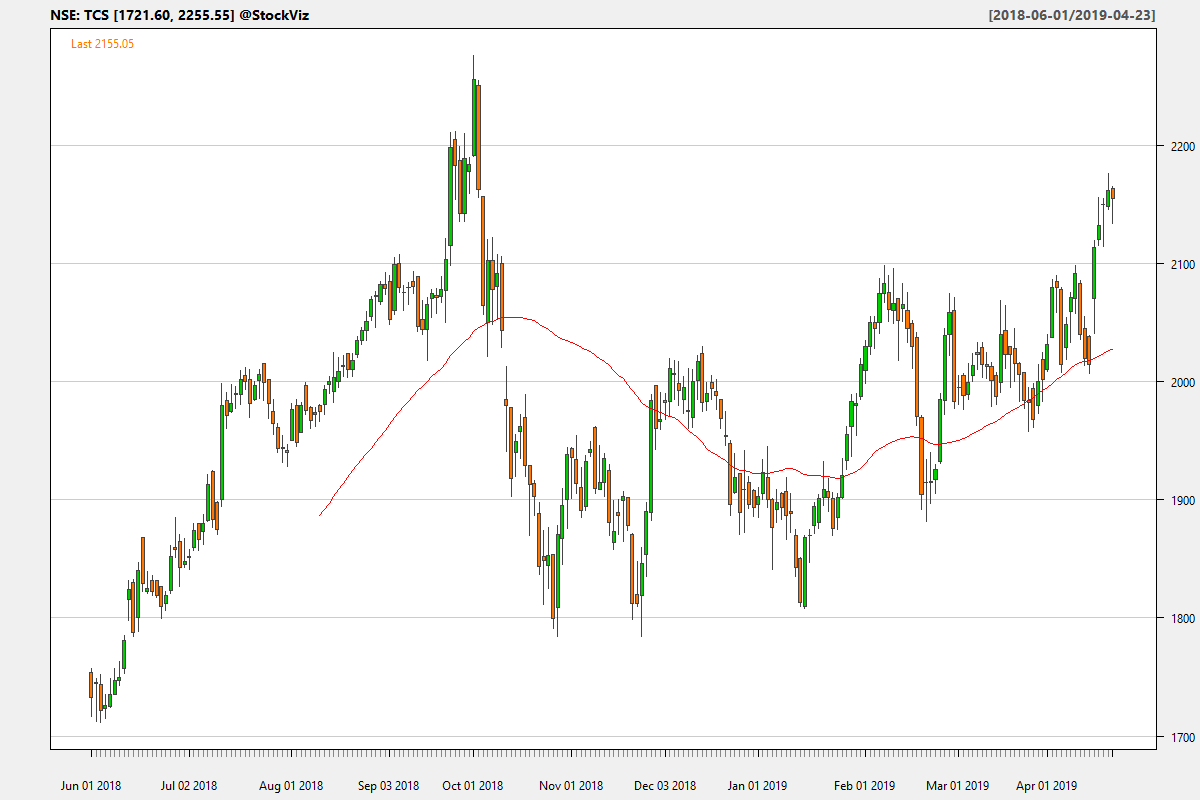 NSE: TCS [1721.60, 2255.55] @StockViz
[2018-06-01/2019-04-23]
Last 2155.05
2200
2100
2000
1900
1800
1700
Jun 01 2018 Jul 02 2018 Aug 01 2018 Sep 03 2018 Oct 01 2018 Nov 01 2018 Dec 03 2018 Jan 01 2019 Feb 01 2019 Mar 01 2019 Apr 01 2019